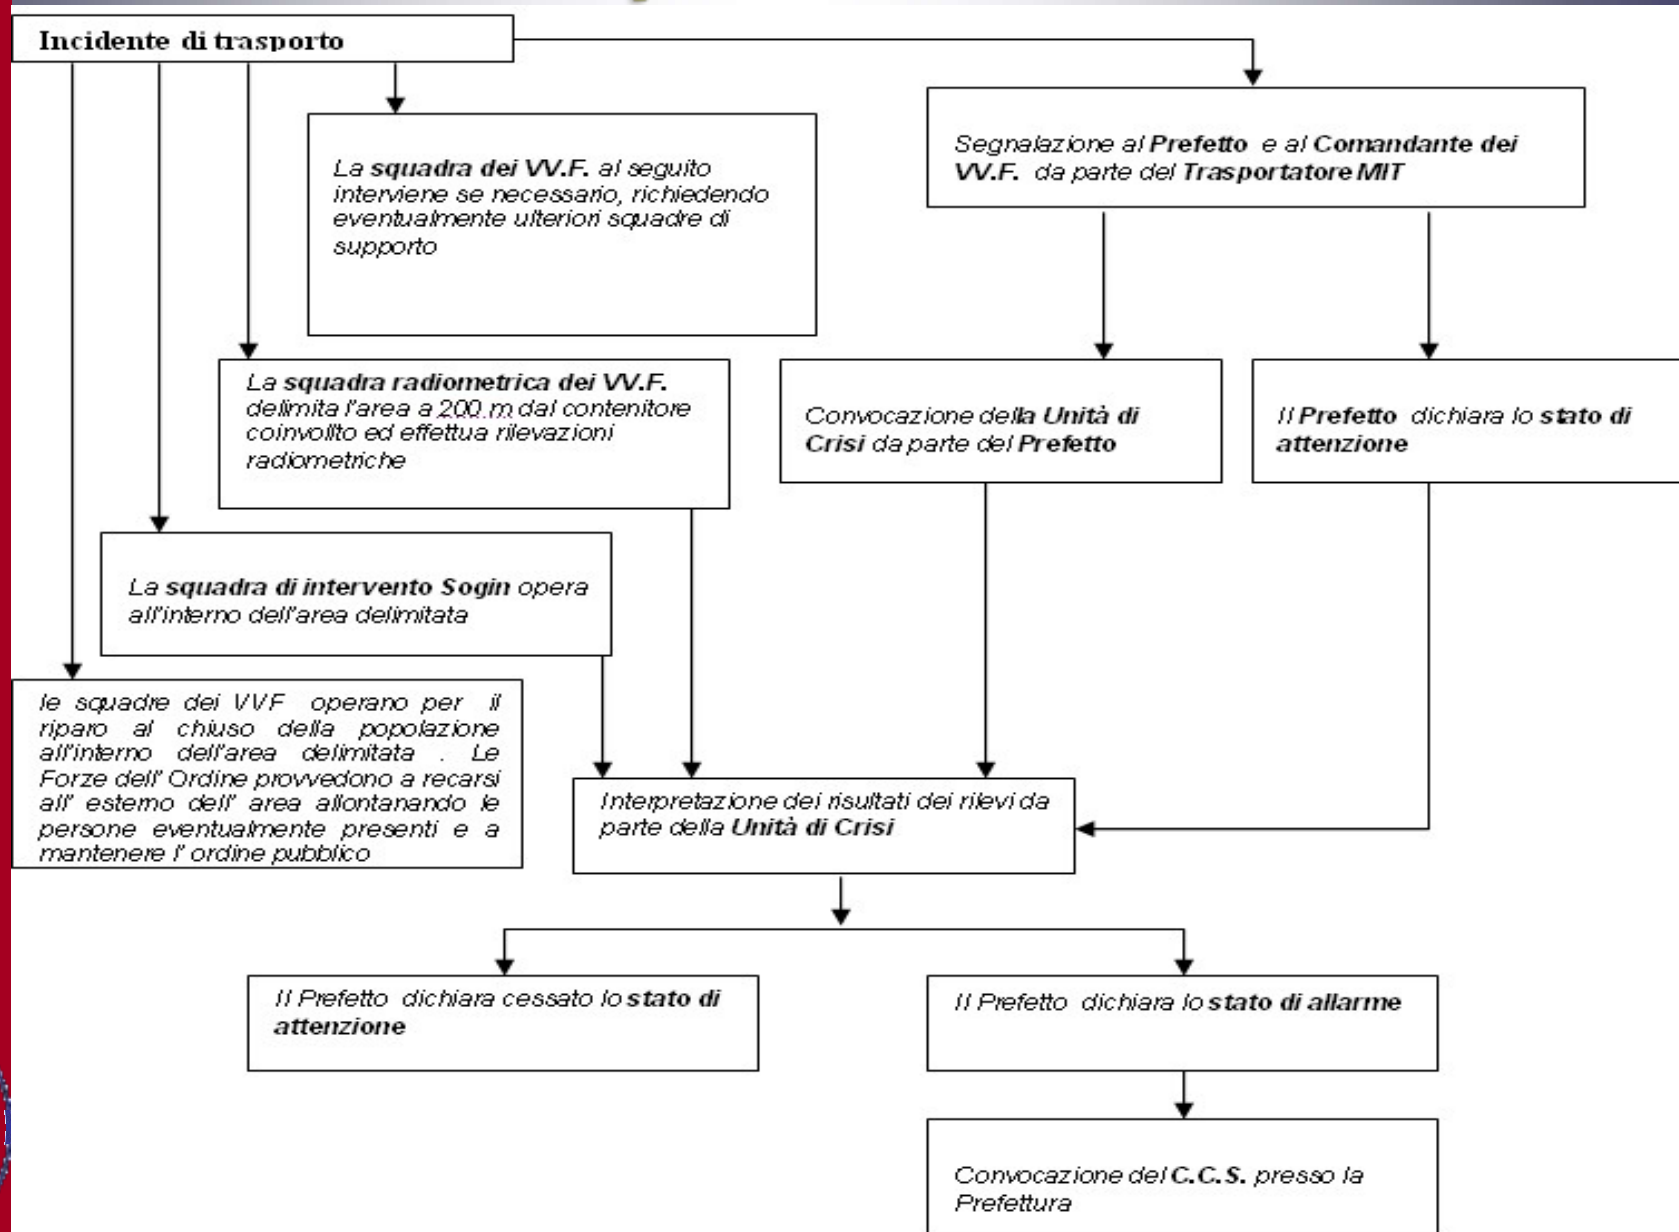 Incidente di trasporto
La squadra dei VV.F. al seguito
interviene se necessario, richiedendo
eventualmente ulteriori squadre di
supporto
Segnalazione al Prefetto e al Comandante dei
VV.F. da parte del Trasportatore MIT
La squadra radiometrica dei VV.F.
delimita l'area a 200 m dal contenitore
coinvolto ed effettua rilevazioni
radiometriche
Convocazione della Unità di
Crisi da parte del Prefetto
Il Prefetto dichiara lo stato di
attenzione
La squadra di intervento Sogin opera
all'interno dell'area delimitata
le squadre dei VVF operano per il
riparo al chiuso della popolazione
all'interno dell'area delimitata . Le
Forze dell' Ordine provvedono a recarsi
all' esterno dell' area allontanando le
persone eventualmente presenti e a
mantenere l' ordine pubblico
Interpretazione dei risultati dei rilevi da
parte della Unità di Crisi
Il Prefetto dichiara cessato lo stato di
attenzione
Il Prefetto dichiara lo stato di allarme
Convocazione del C.C.S. presso la
Prefettura